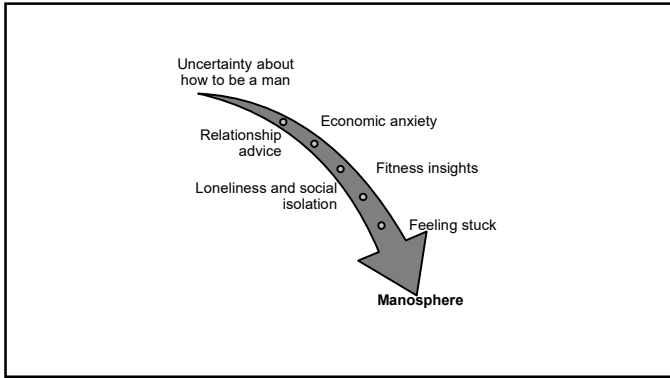 Uncertainty about
how to be a man
Economic anxiety
Relationship
advice
Fitness insights
Loneliness and social
isolation
Feeling stuck
Manosphere